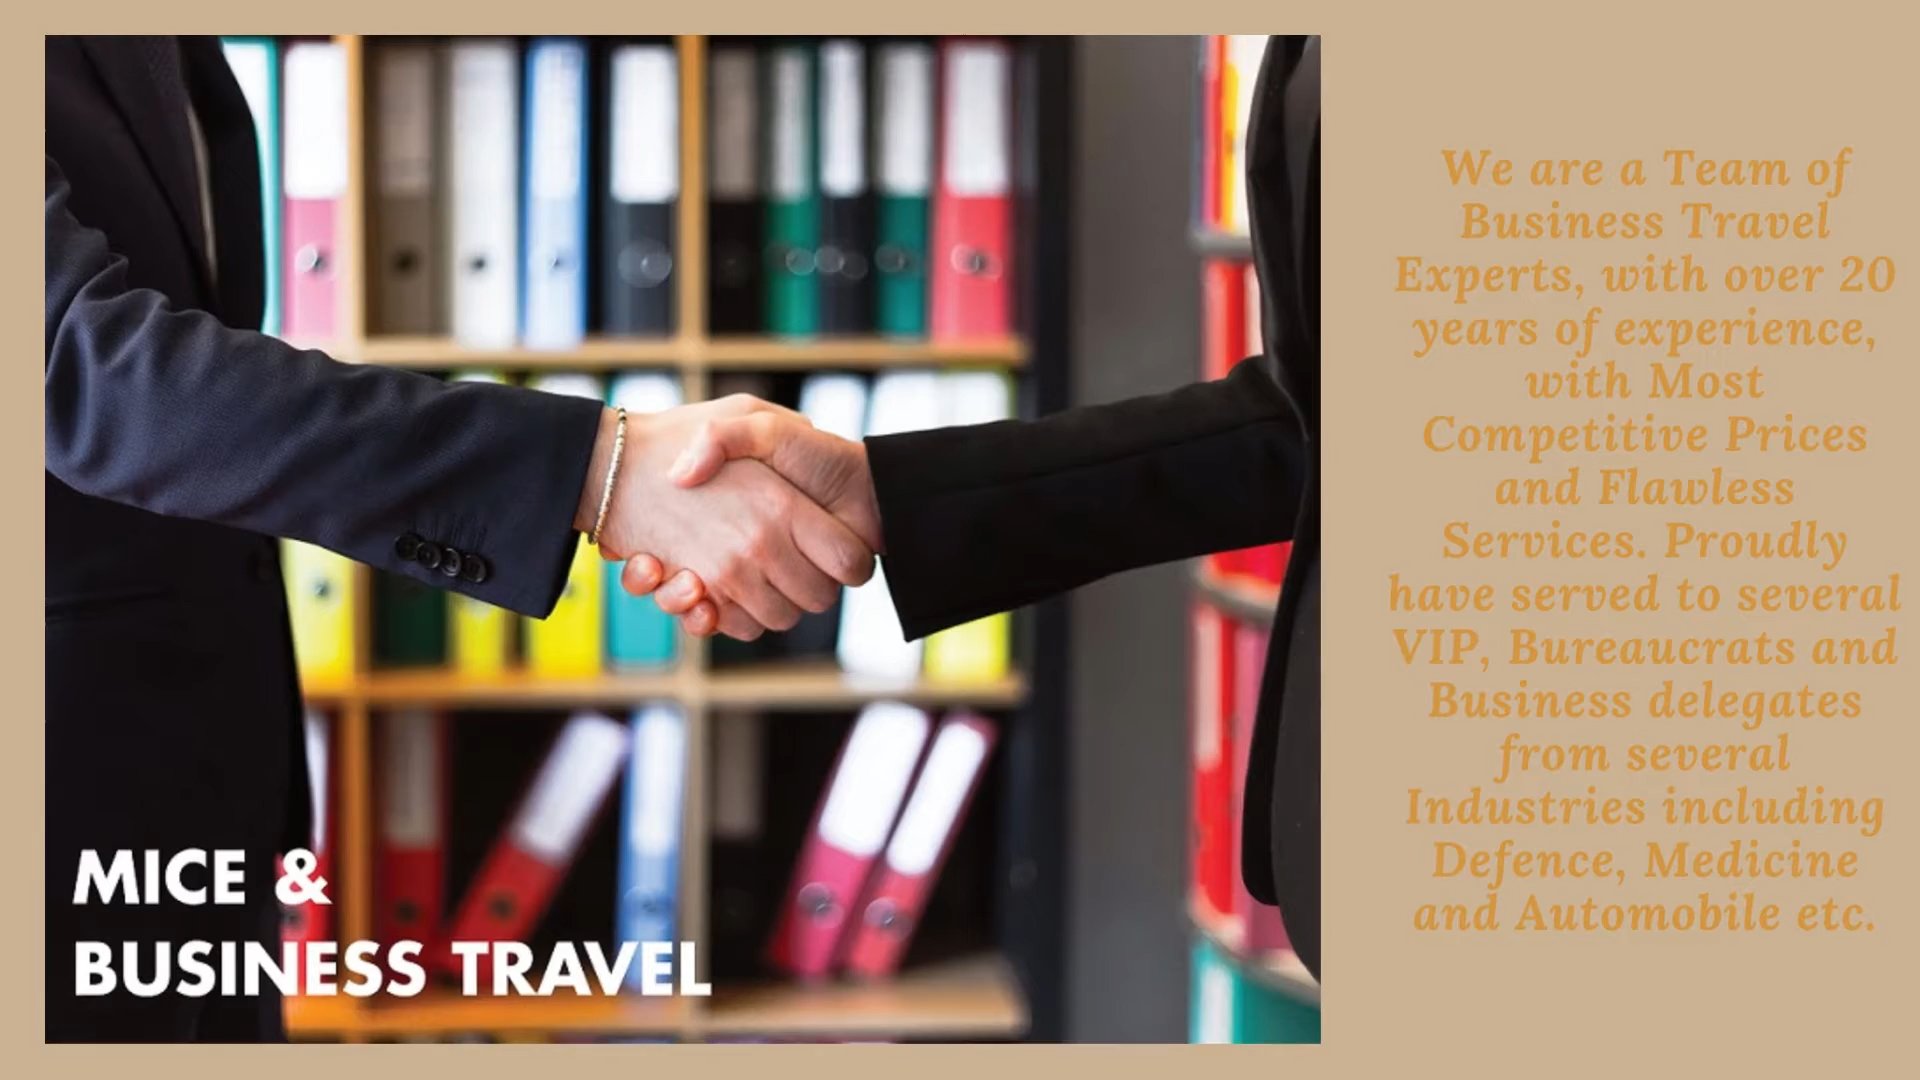 MICE &
BUSINESS TRAVEL
We are a Team of
Business Travel
Experts, with over 20
years of experience,
with Most
Competitive Prices
and Flawless
Services. Proudly
have served to several
VIP, Bureaucrats and
Business delegates
from several
Industries including
Defence, Medicine
and Automobile etc.